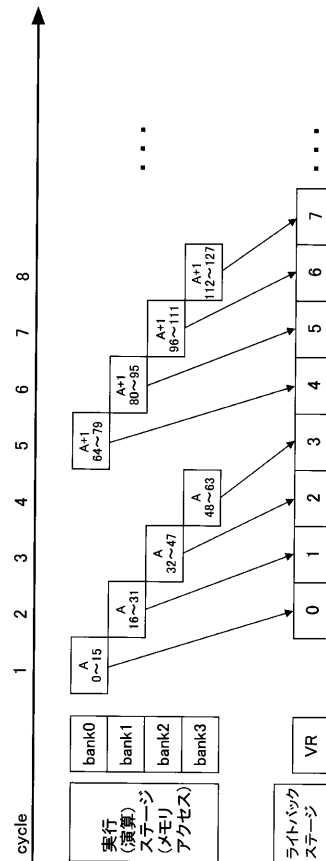 cycle
1 2 3 4 5 6 7 8
実行
(演算)
ステージ
(メモリ
アクセス)
bank0
bank1
bank2
bank3
A
0～15
A
16～31
A
32～47
A
48～63
A+1
64～79
A+1
80～95
A+1
96～111
A+1
112～127
・・・
ライトバック
ステージ
VR
0 1 2 3 4 5 6 7
・・・